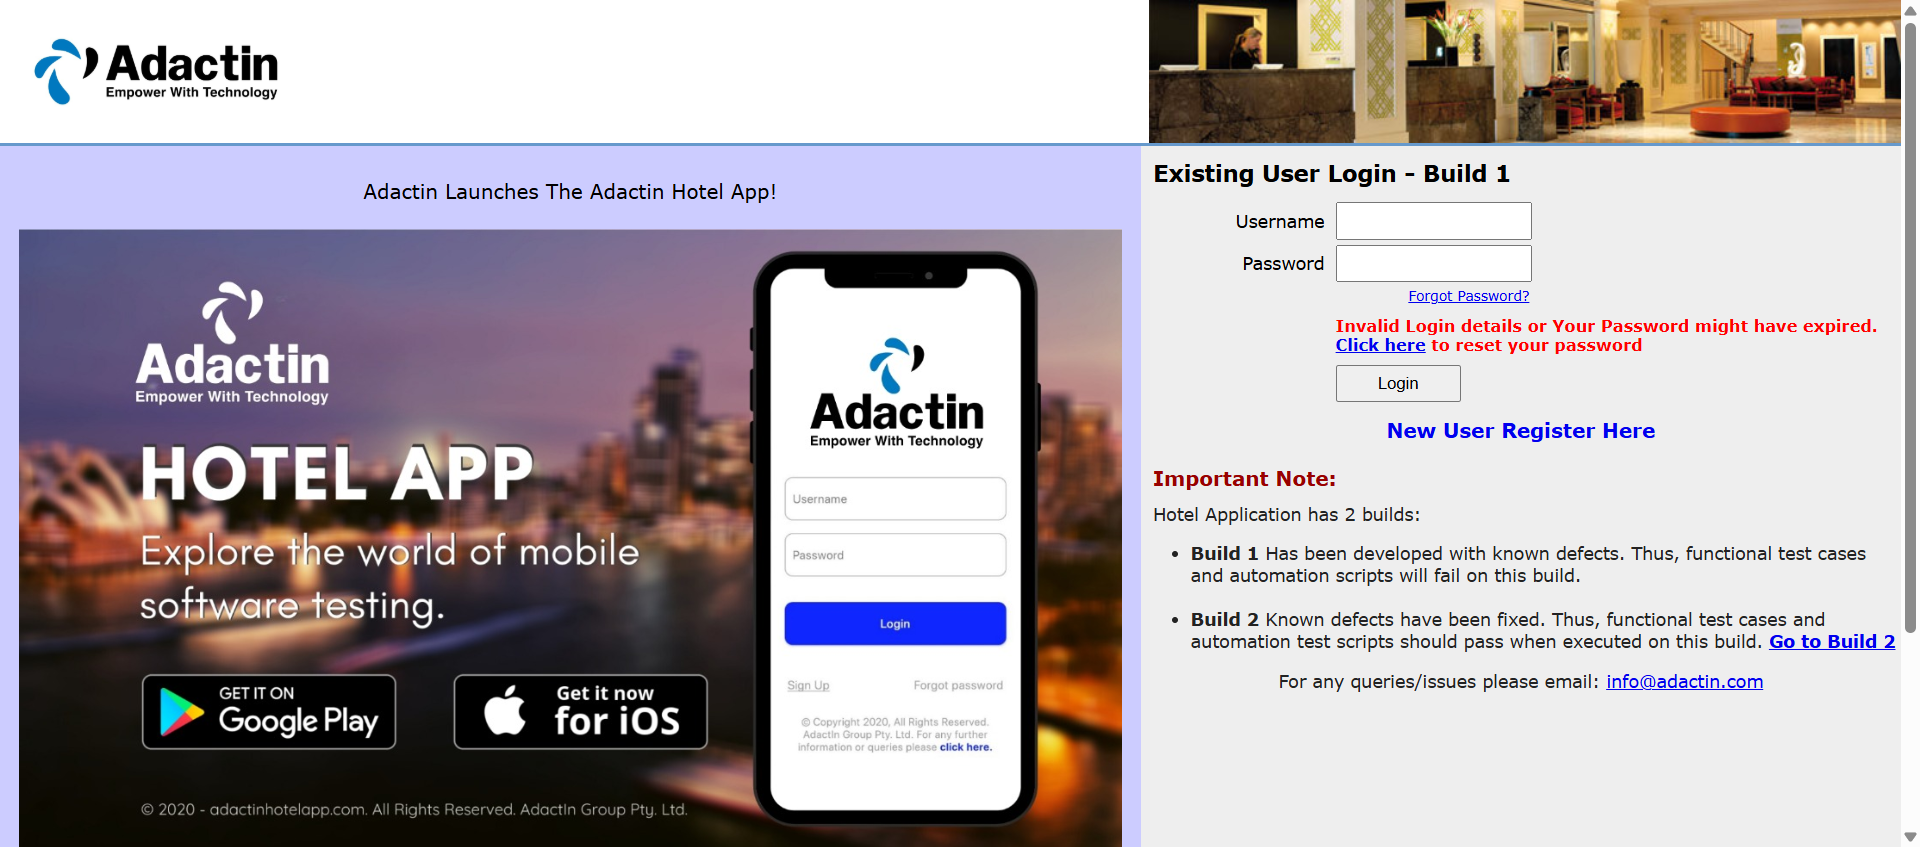 Adactin
Empower With Technology
Adactin Launches The Adactin Hotel App!
Adactin
Empower With Technology
HOTEL APP
Explore the world of mobile
software testing.
GET IT ON
Google Play
Get it now
for iOS
© 2020 - adactinhotelapp.com. All Rights Reserved. AdactIn Group Pty. Ltd.
Adactin
Empower With Technology
Username
Password
Login
Sign Up Forgot password
© Copyright 2020, All Rights Reserved.
AdactIn Group Pty. Ltd. For any further
information or queries please click here.
Existing User Login - Build 1
Username
Password
Forgot Password?
Invalid Login details or Your Password might have expired.
Click here to reset your password
Login
New User Register Here
Important Note:
Hotel Application has 2 builds:
• Build 1 Has been developed with known defects. Thus, functional test cases
and automation scripts will fail on this build.
• Build 2 Known defects have been fixed. Thus, functional test cases and
automation test scripts should pass when executed on this build. Go to Build 2
For any queries/issues please email: info@adactin.com